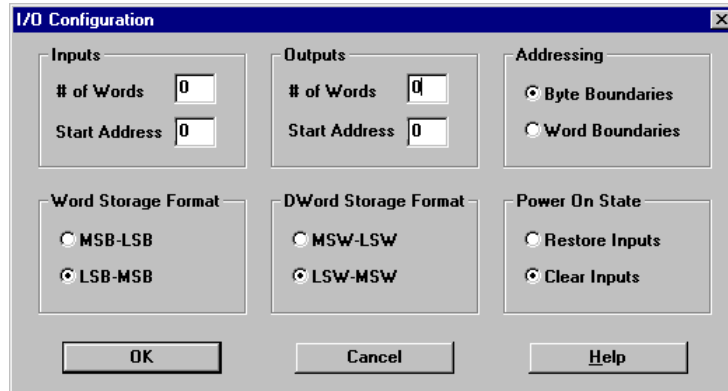 I/O Configuration
Inputs
# of Words 0
Start Address 0
Outputs
# of Words 0
Start Address 0
Addressing
Byte Boundaries
Word Boundaries
Word Storage Format
MSB-LSB
LSB-MSB
DWord Storage Format
MSW-LSW
LSW-MSW
Power On State
Restore Inputs
Clear Inputs
OK
Cancel
Help